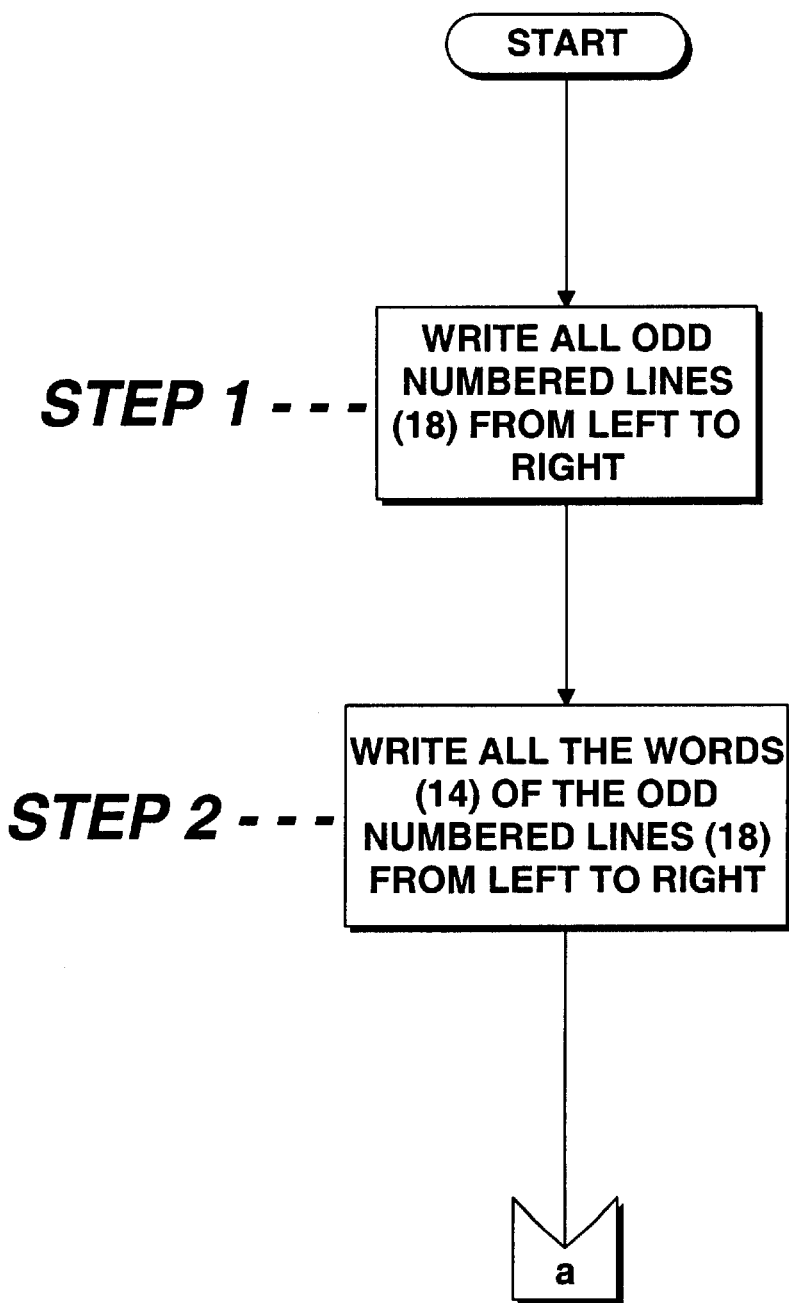 START
WRITE ALL ODD
NUMBERED LINES
(18) FROM LEFT TO
RIGHT
STEP 1 - - -
WRITE ALL THE WORDS
(14) OF THE ODD
NUMBERED LINES (18)
FROM LEFT TO RIGHT
STEP 2 - - -
a